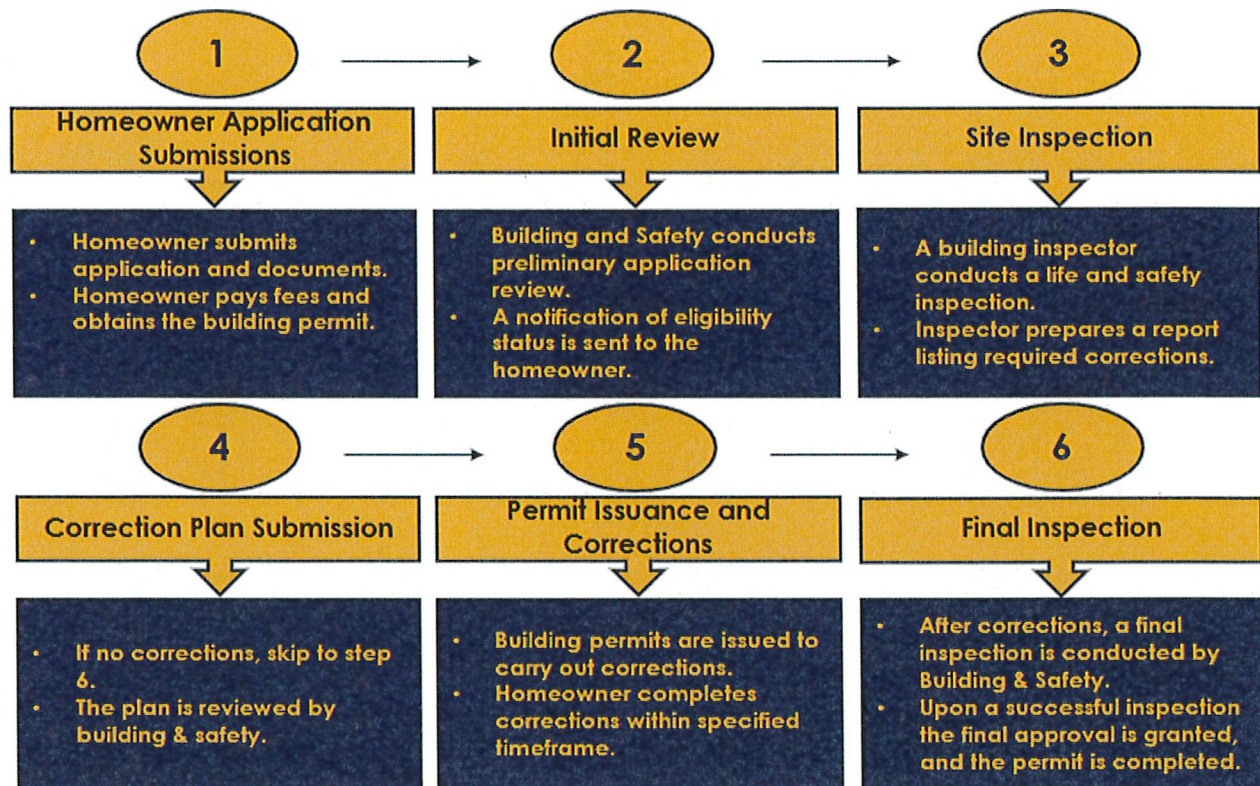 1
Homeowner Application
Submissions
• Homeowner submits
application and documents.
• Homeowner pays fees and
obtains the building permit.
2
Initial Review
• Building and Safety conducts
preliminary application
review.
• A notification of eligibility
status is sent to the
homeowner.
3
Site Inspection
• A building inspector
conducts a life and safety
inspection.
• Inspector prepares a report
listing required corrections.
4
Correction Plan Submission
• If no corrections, skip to step
6.
• The plan is reviewed by
building & safety.
5
Permit Issuance and
Corrections
• Building permits are issued to
carry out corrections.
• Homeowner completes
corrections within specified
timeframe.
6
Final Inspection
• After corrections, a final
inspection is conducted by
Building & Safety.
• Upon a successful inspection
the final approval is granted,
and the permit is completed.